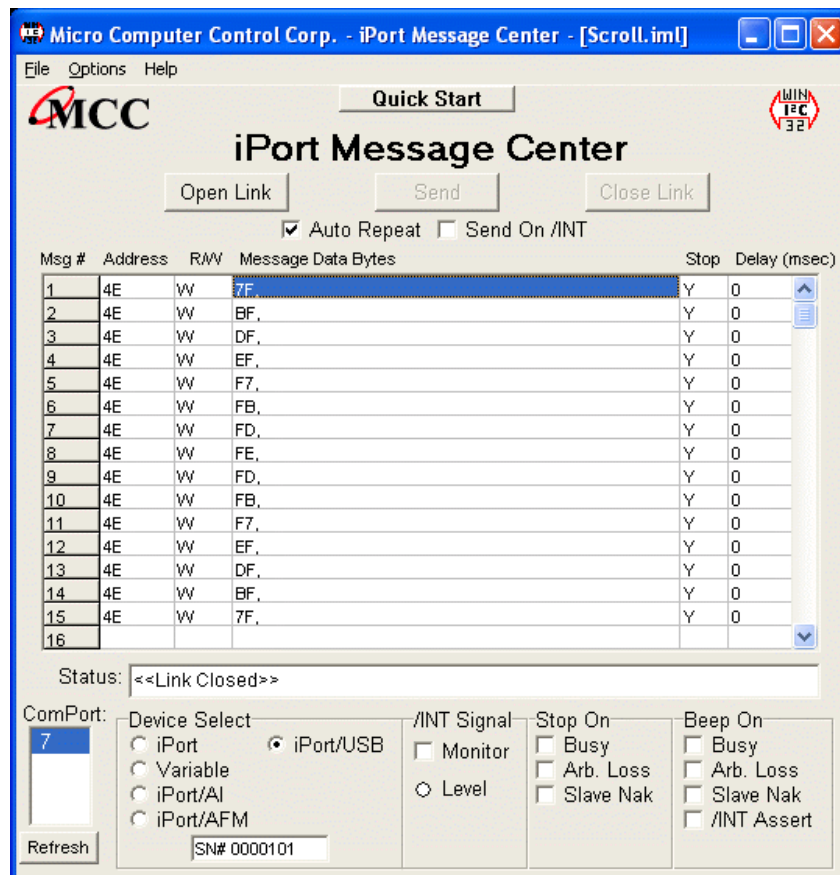 Micro Computer Control Corp. - iPort Message Center - [Scroll.iml]
File Options Help
MCC
Quick Start
WIN
I²C
32
iPort Message Center
Open Link Send Close Link
Auto Repeat Send On /INT
Msg # Address R/W Message Data Bytes Stop Delay (msec)
1 4E W 7F, Y 0
2 4E W BF, Y 0
3 4E W DF, Y 0
4 4E W EF, Y 0
5 4E W F7, Y 0
6 4E W FB, Y 0
7 4E W FD, Y 0
8 4E W FE, Y 0
9 4E W FD, Y 0
10 4E W FB, Y 0
11 4E W F7, Y 0
12 4E W EF, Y 0
13 4E W DF, Y 0
14 4E W BF, Y 0
15 4E W 7F, Y 0
16
Status: <<Link Closed>>
ComPort: Device Select /INT Signal Stop On Beep On
7 iPort iPort/USB Monitor Busy Busy
Variable Arb. Loss Arb. Loss
iPort/AI Level Slave Nak Slave Nak
iPort/AFM /INT Assert
Refresh SN# 0000101